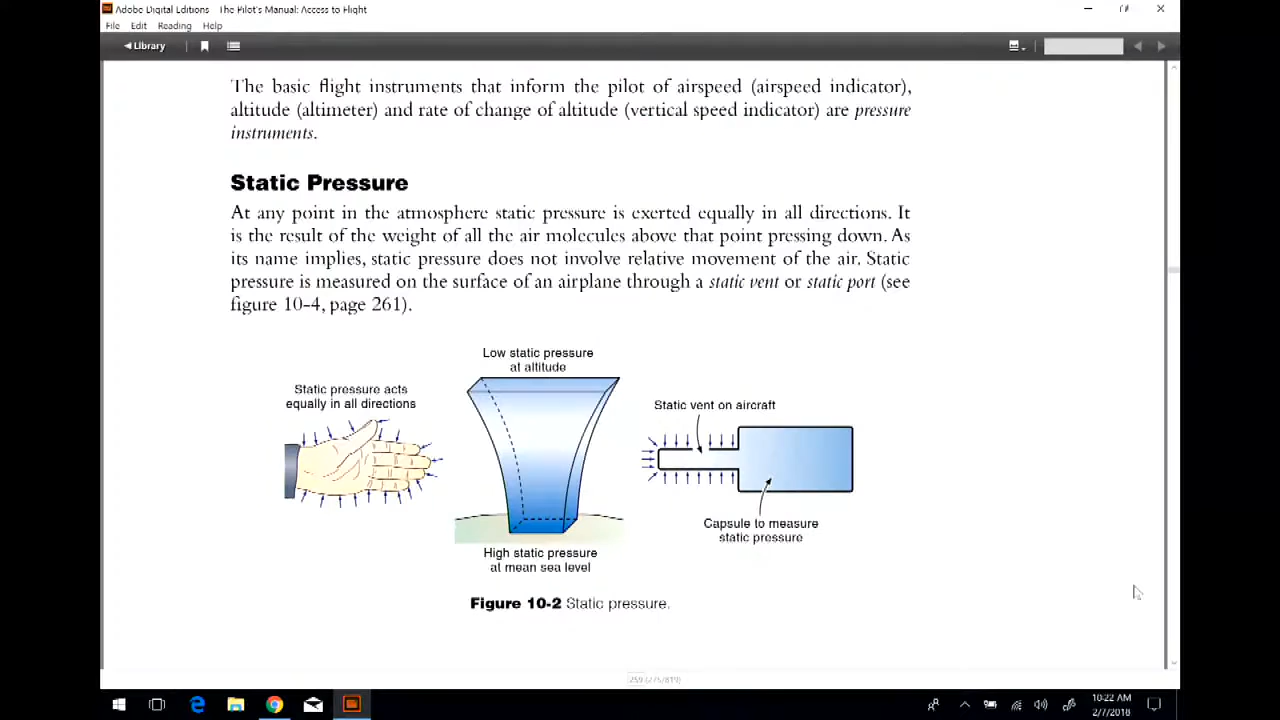 Adobe Digital Editions - The Pilot's Manual: Access to Flight
File Edit Reading Help
Library
The basic flight instruments that inform the pilot of airspeed (airspeed indicator),
altitude (altimeter) and rate of change of altitude (vertical speed indicator) are pressure
instruments.
Static Pressure
At any point in the atmosphere static pressure is exerted equally in all directions. It
is the result of the weight of all the air molecules above that point pressing down. As
its name implies, static pressure does not involve relative movement of the air. Static
pressure is measured on the surface of an airplane through a static vent or static port (see
figure 10-4, page 261).
Static pressure acts
equally in all directions
Low static pressure
at altitude
High static pressure
at mean sea level
Static vent on aircraft
Capsule to measure
static pressure
Figure 10-2 Static pressure.
259 (275/819)
10:22 AM
2/7/2018